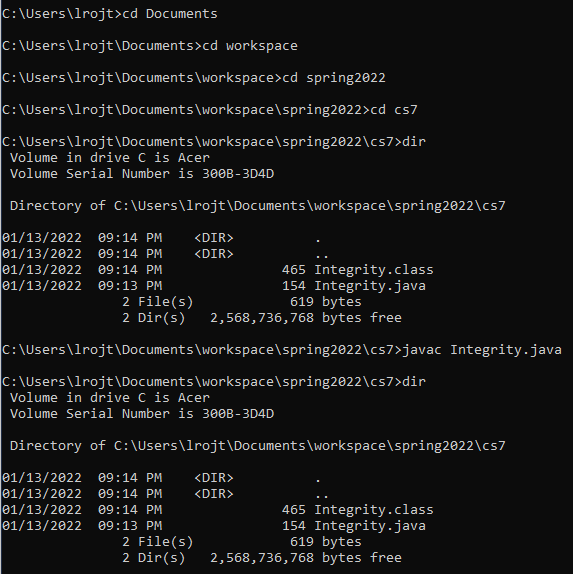 C:\Users\lrojt>cd Documents
C:\Users\lrojt\Documents>cd workspace
C:\Users\lrojt\Documents\workspace>cd spring2022
C:\Users\lrojt\Documents\workspace\spring2022>cd cs7
C:\Users\lrojt\Documents\workspace\spring2022\cs7>dir
 Volume in drive C is Acer
 Volume Serial Number is 300B-3D4D
 Directory of C:\Users\lrojt\Documents\workspace\spring2022\cs7
01/13/2022  09:14 PM    <DIR>          .
01/13/2022  09:14 PM    <DIR>          ..
01/13/2022  09:14 PM               465 Integrity.class
01/13/2022  09:13 PM               154 Integrity.java
               2 File(s)            619 bytes
               2 Dir(s)   2,568,736,768 bytes free
C:\Users\lrojt\Documents\workspace\spring2022\cs7>javac Integrity.java
C:\Users\lrojt\Documents\workspace\spring2022\cs7>dir
 Volume in drive C is Acer
 Volume Serial Number is 300B-3D4D
 Directory of C:\Users\lrojt\Documents\workspace\spring2022\cs7
01/13/2022  09:14 PM    <DIR>          .
01/13/2022  09:14 PM    <DIR>          ..
01/13/2022  09:14 PM               465 Integrity.class
01/13/2022  09:13 PM               154 Integrity.java
               2 File(s)            619 bytes
               2 Dir(s)   2,568,736,768 bytes free